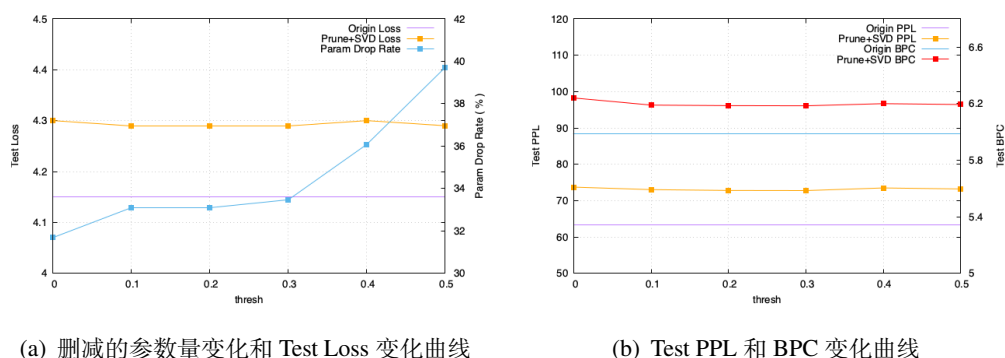 4.5
4.4
4.3
4.2
4.1
4
Test Loss
0
0.1
0.2
0.3
0.4
0.5
thresh
42
40
38
36
34
32
30
Param Drop Rate ( % )
Origin Loss
Prune+SVD Loss
Param Drop Rate
(a) 删减的参数量变化和 Test Loss 变化曲线
120
110
100
90
80
70
60
50
Test PPL
0
0.1
0.2
0.3
0.4
0.5
thresh
6.6
6.2
5.8
5.4
5
Test BPC
Origin PPL
Prune+SVD PPL
Origin BPC
Prune+SVD BPC
(b) Test PPL 和 BPC 变化曲线